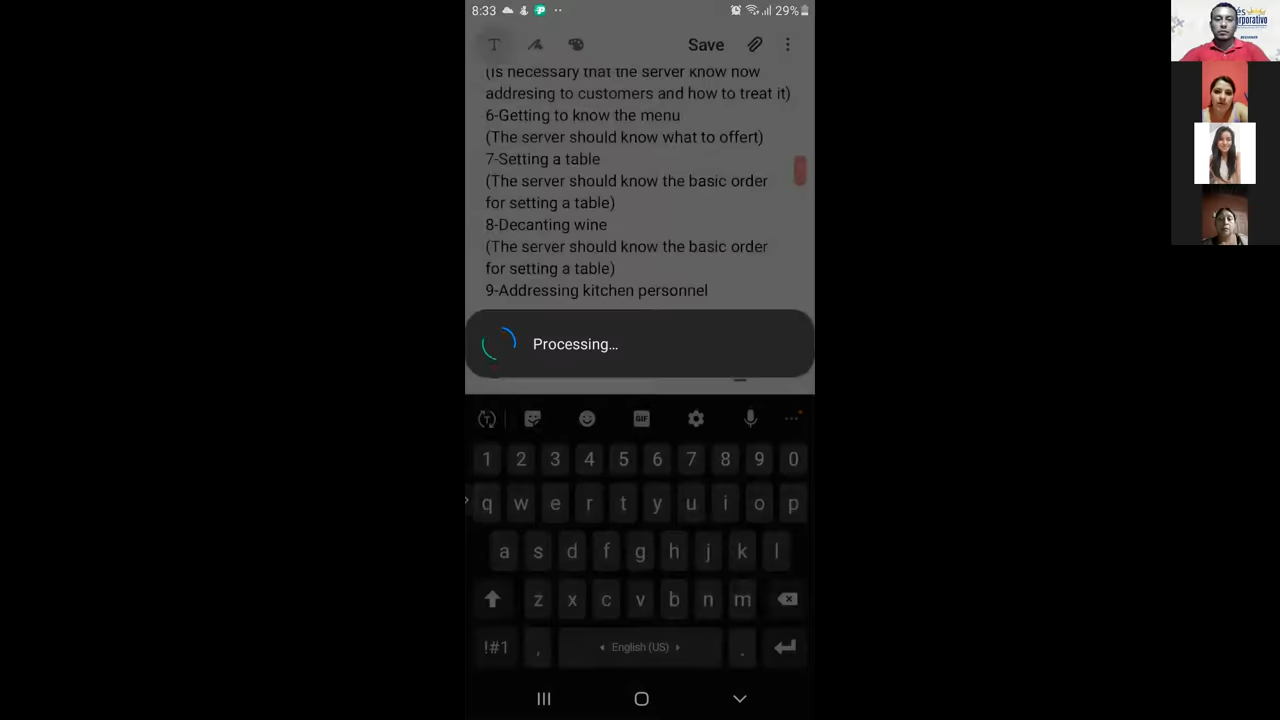 8:33
29%
Save
(Is necessary that the server know how
addresing to customers and how to treat it)
6-Getting to know the menu
(The server should know what to offert)
7-Setting a table
(The server should know the basic order
for setting a table)
8-Decanting wine
(The server should know the basic order
for setting a table)
9-Addressing kitchen personnel
Processing...
GIF
1 2 3 4 5 6 7 8 9 0
q w e r t y u i o p
a s d f g h j k l
z x c v b n m
!#1 , English (US) .
és
orporativo